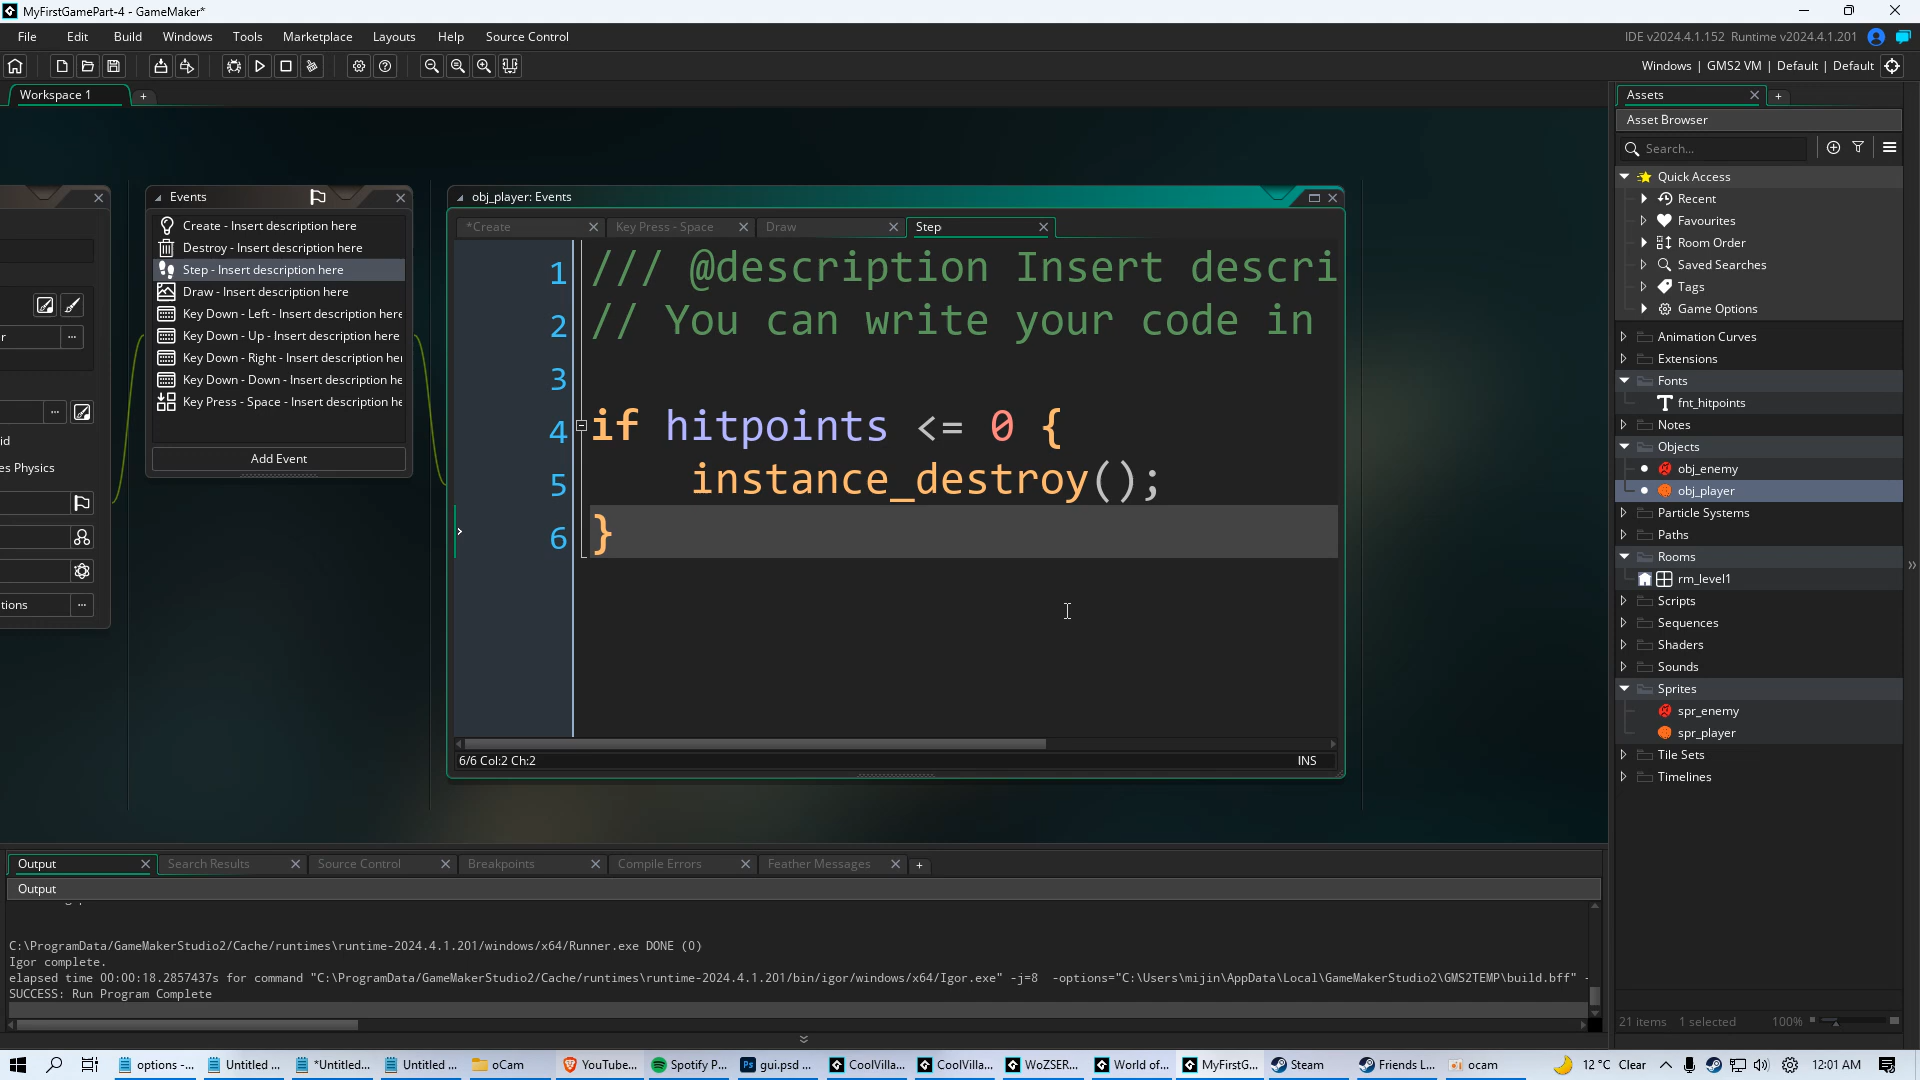 MyFirstGamePart-4 - GameMaker*
File Edit Build Windows Tools Marketplace Layouts Help Source Control
IDE v2024.4.1.152 Runtime v2024.4.1.201
Windows | GMS2 VM | Default | Default
Workspace 1
Events
Create - Insert description here
Destroy - Insert description here
Step - Insert description here
Draw - Insert description here
Key Down - Left - Insert description here
Key Down - Up - Insert description here
Key Down - Right - Insert description her
Key Down - Down - Insert description he
Key Press - Space - Insert description he
Add Event
r
id
es Physics
tions
obj_player: Events
*Create
Key Press - Space
Draw
Step
1 /// @description Insert descri
2 // You can write your code in
3
4 if hitpoints <= 0 {
5 instance_destroy();
6 }
6/6 Col:2 Ch:2
INS
Assets
Asset Browser
Search...
Quick Access
Recent
Favourites
Room Order
Saved Searches
Tags
Game Options
Animation Curves
Extensions
Fonts
fnt_hitpoints
Notes
Objects
obj_enemy
obj_player
Particle Systems
Paths
Rooms
rm_level1
Scripts
Sequences
Shaders
Sounds
Sprites
spr_enemy
spr_player
Tile Sets
Timelines
21 items 1 selected 100%
Output
Search Results
Source Control
Breakpoints
Compile Errors
Feather Messages
Output
C:\ProgramData/GameMakerStudio2/Cache/runtimes\runtime-2024.4.1.201/windows/x64/Runner.exe DONE (0)
Igor complete.
elapsed time 00:00:18.2857437s for command "C:\ProgramData/GameMakerStudio2/Cache/runtimes\runtime-2024.4.1.201/bin/igor/windows/x64/Igor.exe" -j=8 -options="C:\Users\mijin\AppData\Local\GameMakerStudio2\GMS2TEMP\build.bff" -
SUCCESS: Run Program Complete
options -...
Untitled ...
*Untitled...
Untitled ...
oCam
YouTube...
Spotify P...
Ps
gui.psd ...
CoolVilla...
CoolVilla...
WoZSER...
World of...
MyFirstG...
Steam
Friends L...
ocam
12 °C Clear
12:01 AM